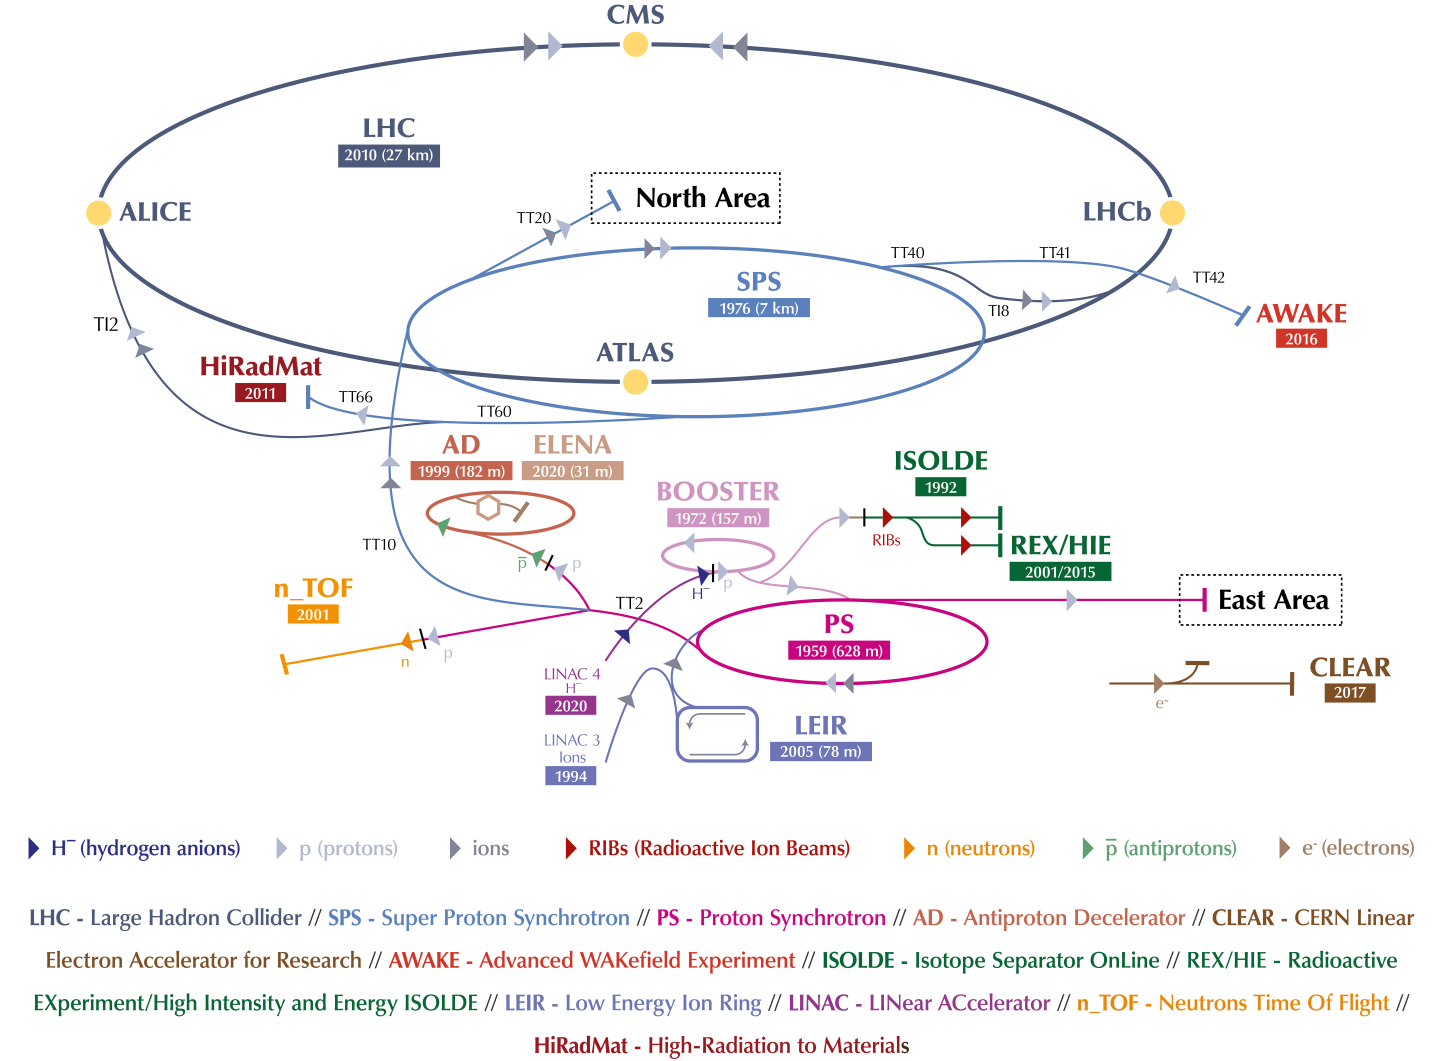 CMS
LHC
2010 (27 km)
North Area
TT20
ALICE
LHCb
TT40
TT41
SPS
1976 (7 km)
TT42
TI8
AWAKE
2016
TI2
ATLAS
HiRadMat
2011
TT66
TT60
AD
1999 (182 m)
ELENA
2020 (31 m)
ISOLDE
1992
BOOSTER
1972 (157 m)
RIBs
REX/HIE
2001/2015
TT10
p̅
p
H⁻
p
n_TOF
2001
TT2
East Area
PS
1959 (628 m)
n
p
LINAC 4
H⁻
2020
CLEAR
2017
e⁻
LINAC 3
Ions
1994
LEIR
2005 (78 m)
H⁻ (hydrogen anions)
p (protons)
ions
RIBs (Radioactive Ion Beams)
n (neutrons)
p̅ (antiprotons)
e⁻ (electrons)
LHC - Large Hadron Collider // SPS - Super Proton Synchrotron // PS - Proton Synchrotron // AD - Antiproton Decelerator // CLEAR - CERN Linear
Electron Accelerator for Research // AWAKE - Advanced WAKefield Experiment // ISOLDE - Isotope Separator OnLine // REX/HIE - Radioactive
EXperiment/High Intensity and Energy ISOLDE // LEIR - Low Energy Ion Ring // LINAC - LINear ACcelerator // n_TOF - Neutrons Time Of Flight //
HiRadMat - High-Radiation to Materials